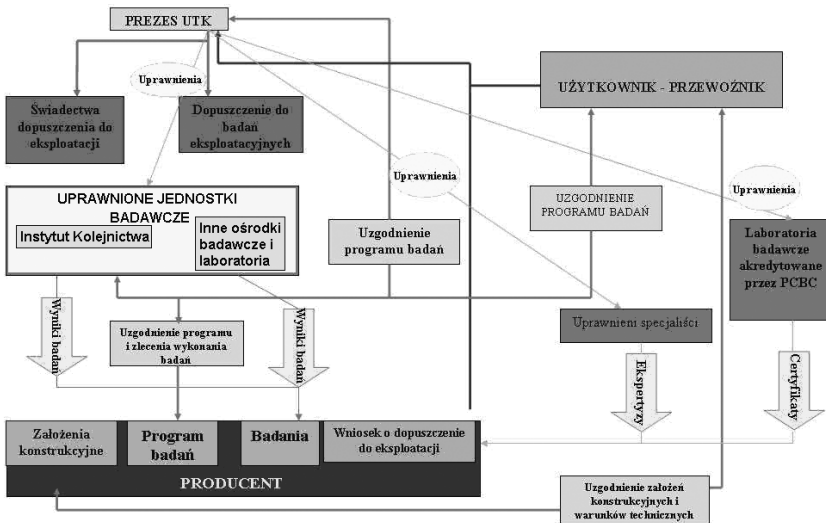 PREZES UTK
Uprawnienia
UŻYTKOWNIK - PRZEWOŹNIK
Świadectwa
dopuszczenia do
eksploatacji
Dopuszczenie do
badań
eksploatacyjnych
Uprawnienia
Uprawnienia
UPRAWNIONE JEDNOSTKI
BADAWCZE
Instytut Kolejnictwa
Inne ośrodki
badawcze i
laboratoria
Uzgodnienie
programu badań
UZGODNIENIE
PROGRAMU BADAŃ
Laboratoria
badawcze
akredytowane
przez PCBC
Wyniki badań
Uzgodnienie programu
i zlecenia wykonania
badań
Wyniki badań
Uprawnieni specjaliści
Ekspertyzy
Certyfikaty
Założenia
konstrukcyjne
Program
badań
Badania
Wniosek o dopuszczenie
do eksploatacji
PRODUCENT
Uzgodnienie założeń
konstrukcyjnych i
warunków technicznych